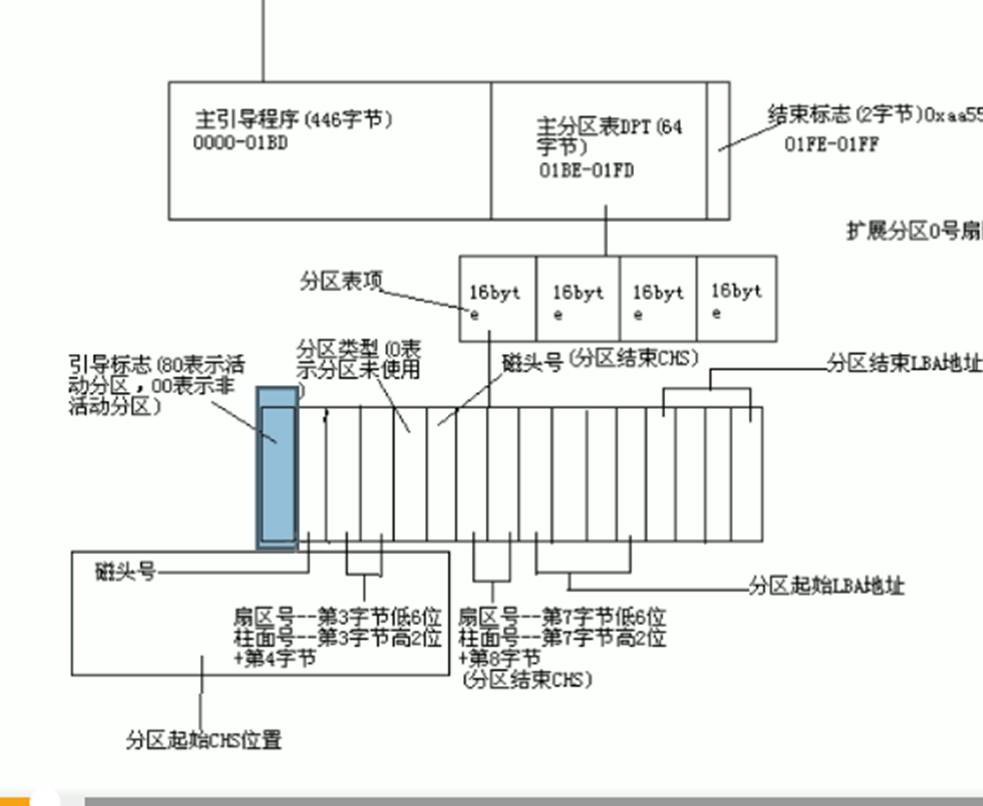 主引导程序(446字节)
0000-01BD
主分区表DPT(64
字节)
01BE-01FD
结束标志(2字节)0xaa55
01FE-01FF
扩展分区0号扇
分区表项
16byt
e
16byt
e
16byt
e
16byt
e
引导标志(80表示活
动分区，00表示非
活动分区)
分区类型(0表
示分区未使用
)
磁头号(分区结束CHS)
分区结束LBA地址
磁头号
扇区号--第3字节低6位
柱面号--第3字节高2位
+第4字节
扇区号--第7字节低6位
柱面号--第7字节高2位
+第8字节
(分区结束CHS)
分区起始LBA地址
分区起始CHS位置